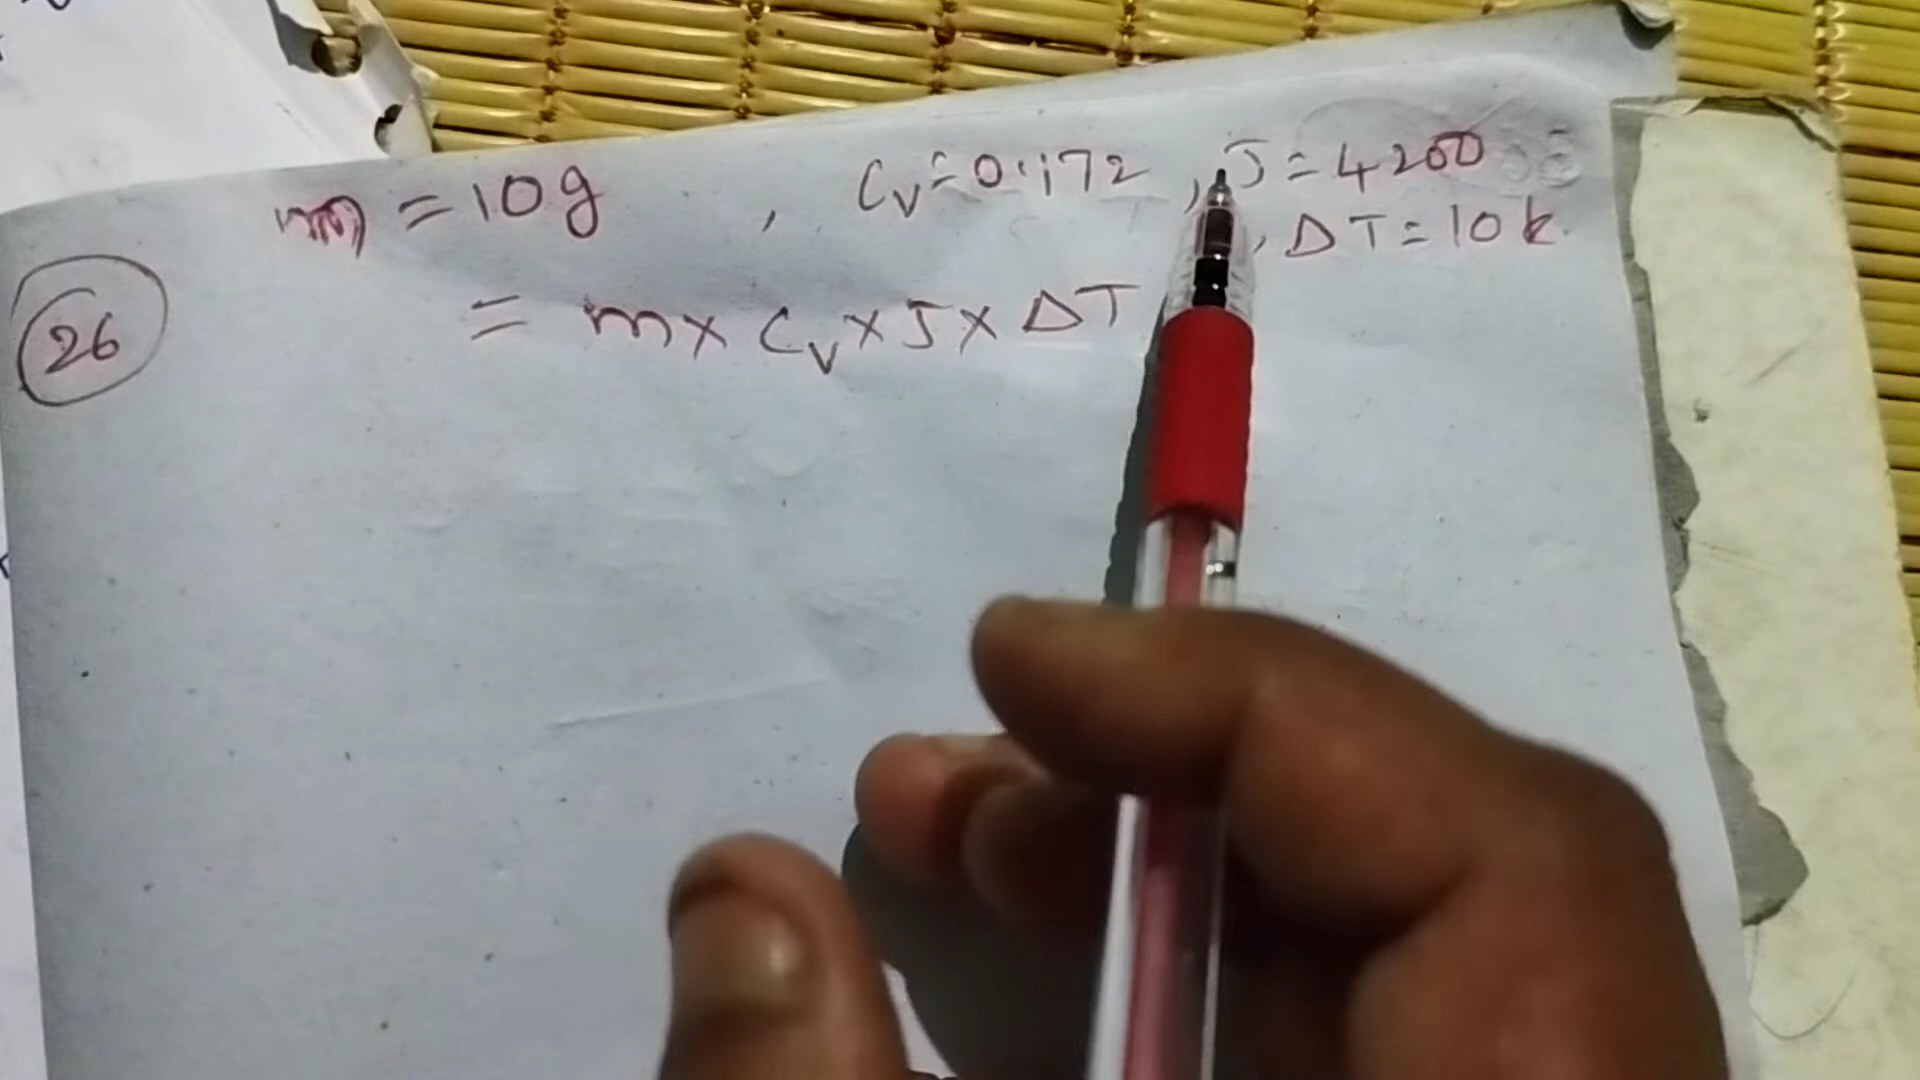 m = 10g , Cv = 0.172 , J = 4200
, ΔT = 10k.
26
= m x Cv x J x ΔT